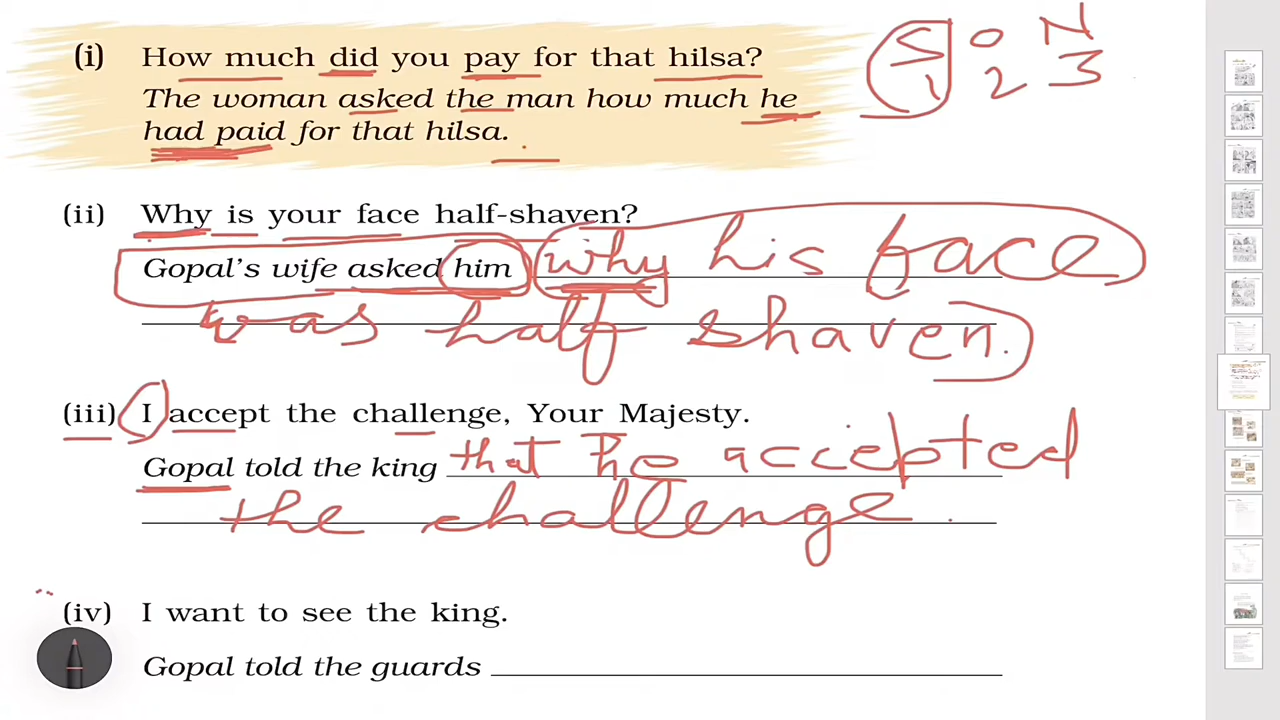 (i) How much did you pay for that hilsa?
The woman asked the man how much he
had paid for that hilsa.
S O N
1 2 3
(ii) Why is your face half-shaven?
Gopal's wife asked him why his face
was half shaven.
(iii) I accept the challenge, Your Majesty.
Gopal told the king that he accepted
the challenge.
(iv) I want to see the king.
Gopal told the guards